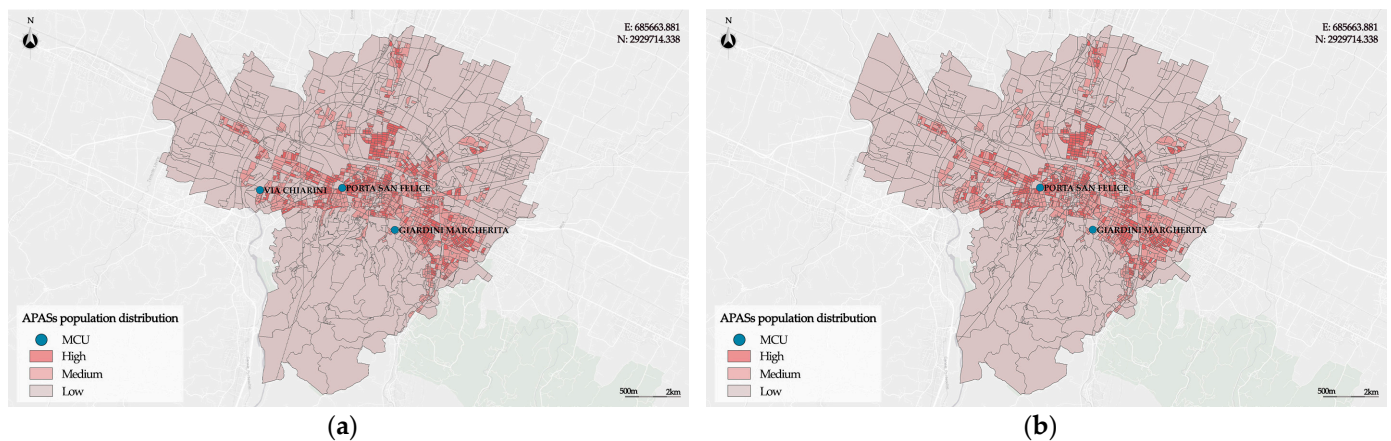 N
E: 685663.881
N: 2929714.338
VIA CHIARINI
PORTA SAN FELICE
GIARDINI MARGHERITA
APASs population distribution
MCU
High
Medium
Low
500m 2km
(a)
N
E: 685663.881
N: 2929714.338
PORTA SAN FELICE
GIARDINI MARGHERITA
APASs population distribution
MCU
High
Medium
Low
500m 2km
(b)